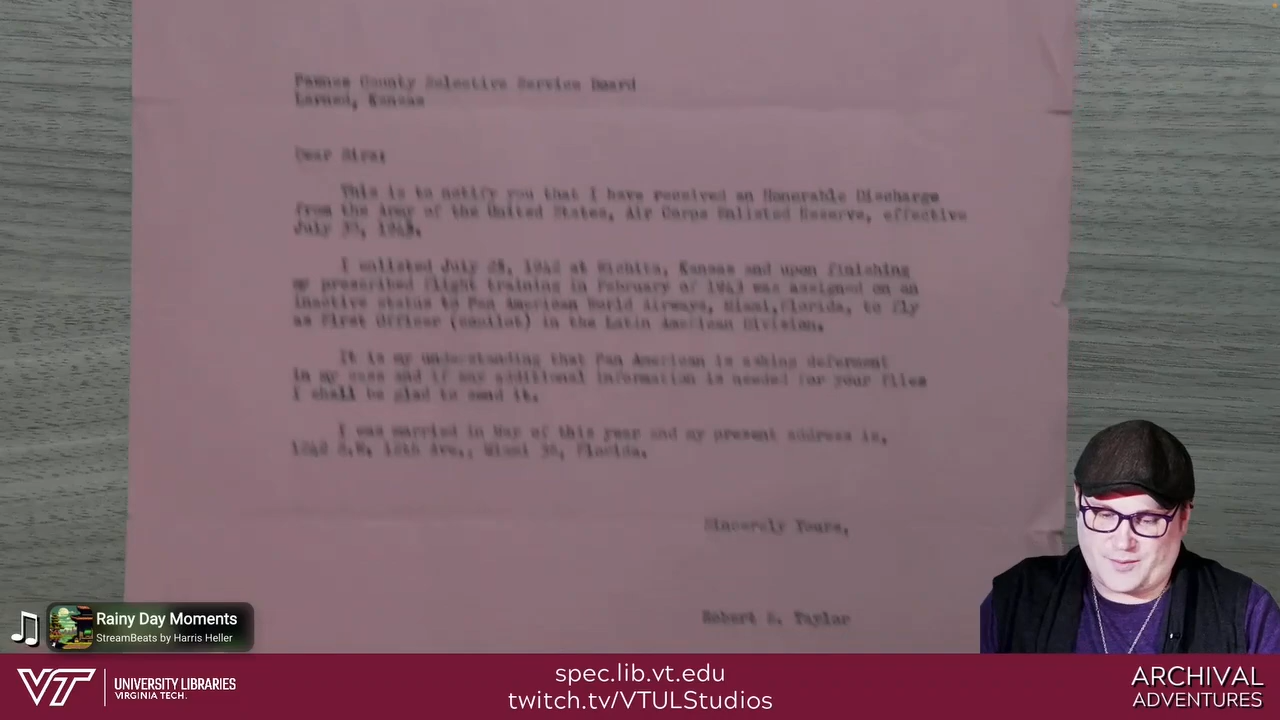 Pawnee County Selective Service Board
Larned, Kansas
Dear Sirs:
This is to notify you that I have received an Honorable Discharge
from the Army of the United States, Air Corps Enlisted Reserve, effective
July 30, 1943.
I enlisted July 28, 1942 at Wichita, Kansas and upon finishing
my prescribed flight training in February of 1943 was assigned on an
inactive status to Pan American World Airways, Miami,Florida, to fly
as First Officer (copilot) in the Latin American Division.
It is my understanding that Pan American is asking deferment
in my case and if any additional information is needed for your files
I shall be glad to send it.
I was married in May of this year and my present address is,
Ave., Miami 36, Florida.
Sincerely Yours,
Robert Taylor
Rainy Day Moments
StreamBeats by Harris Heller
VT
UNIVERSITY LIBRARIES
VIRGINIA TECH.
spec.lib.vt.edu
twitch.tv/VTULStudios
ARCHIVAL
ADVENTURES